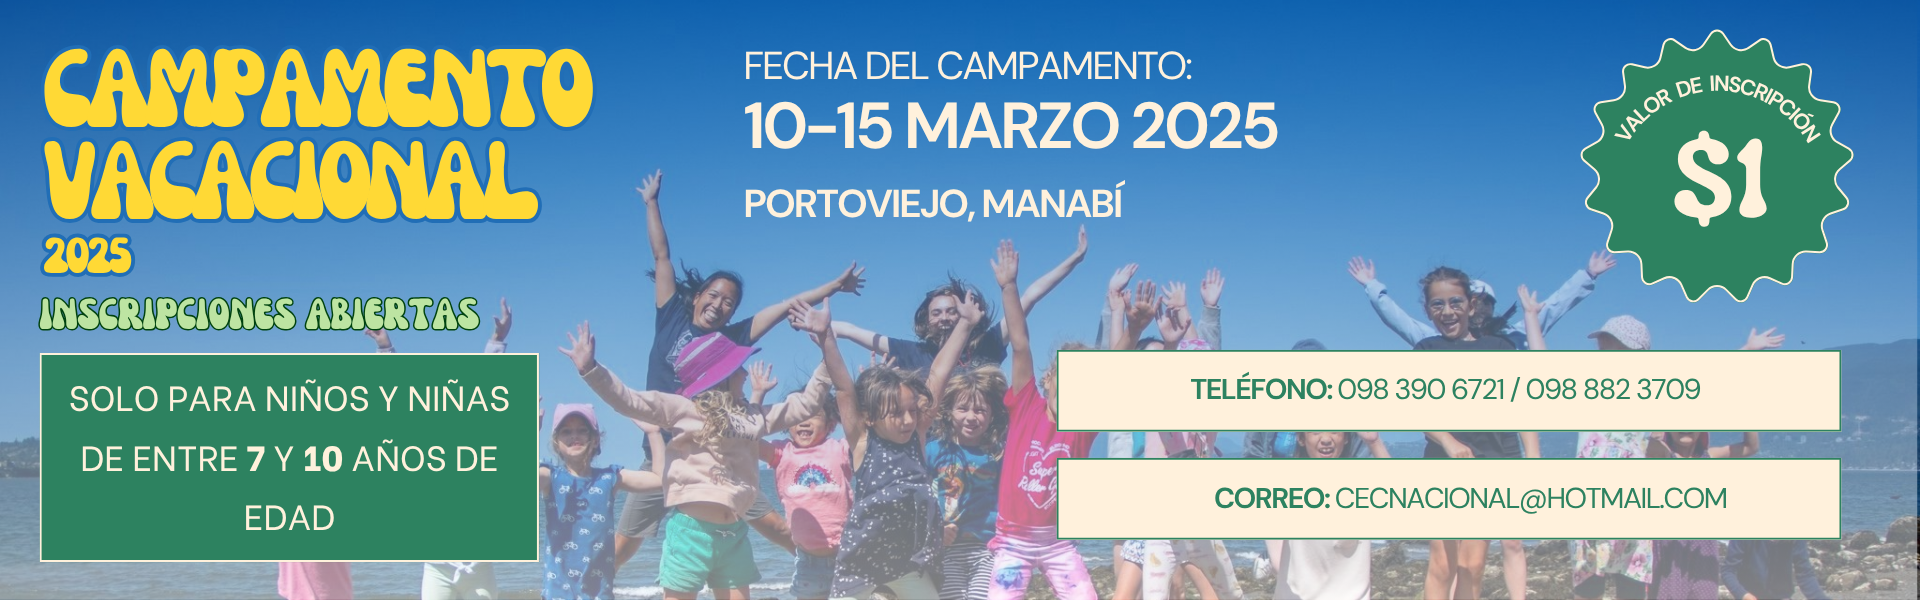 CAMPAMENTO
VACACIONAL
2025
INSCRIPCIONES ABIERTAS
SOLO PARA NIÑOS Y NIÑAS
DE ENTRE 7 Y 10 AÑOS DE
EDAD
FECHA DEL CAMPAMENTO:
10-15 MARZO 2025
PORTOVIEJO, MANABÍ
VALOR DE INSCRIPCIÓN
$1
TELÉFONO: 098 390 6721 / 098 882 3709
CORREO: CECNACIONAL@HOTMAIL.COM